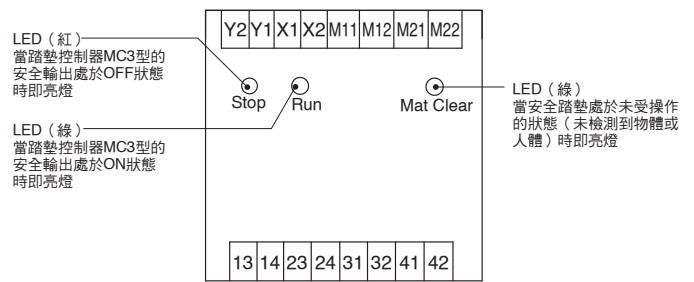 Y2 Y1 X1 X2 M11 M12 M21 M22
LED（紅）
當踏墊控制器MC3型的
安全輸出處於OFF狀態
時即亮燈
Stop
Run
Mat Clear
LED（綠）
當安全踏墊處於未受操作
的狀態（未檢測到物體或
人體）時即亮燈
LED（綠）
當踏墊控制器MC3型的
安全輸出處於ON狀態
時即亮燈
13 14 23 24 31 32 41 42